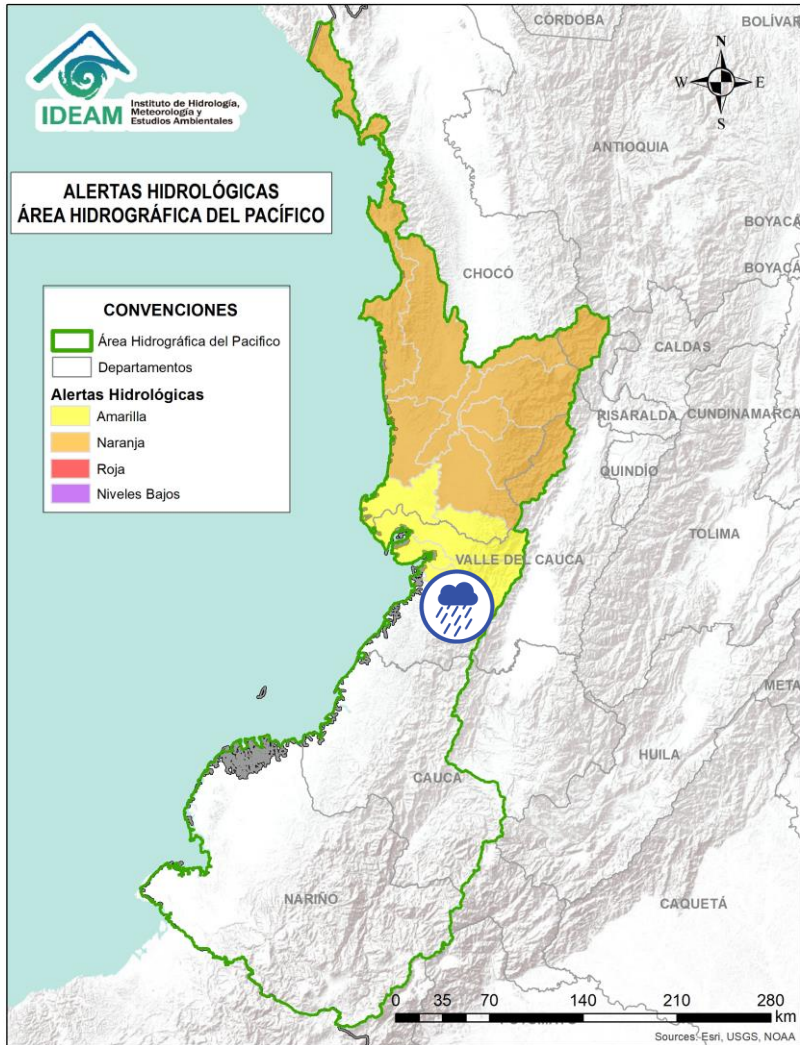 CÓRDOBA
BOLÍVAR
N
W
E
S
IDEAM
Instituto de Hidrología,
Meteorología y
Estudios Ambientales
ANTIOQUIA
ALERTAS HIDROLÓGICAS
ÁREA HIDROGRÁFICA DEL PACÍFICO
BOYACÁ
BOYACÁ
CHOCÓ
CONVENCIONES
Área Hidrográfica del Pacifico
Departamentos
Alertas Hidrológicas
Amarilla
Naranja
Roja
Niveles Bajos
CALDAS
RISARALDA
CUNDINAMARCA
QUINDÍO
TOLIMA
VALLE DEL CAUCA
META
HUILA
CAUCA
NARIÑO
CAQUETÁ
0 35 70 140 210 280
km
Sources: Esri, USGS, NOAA